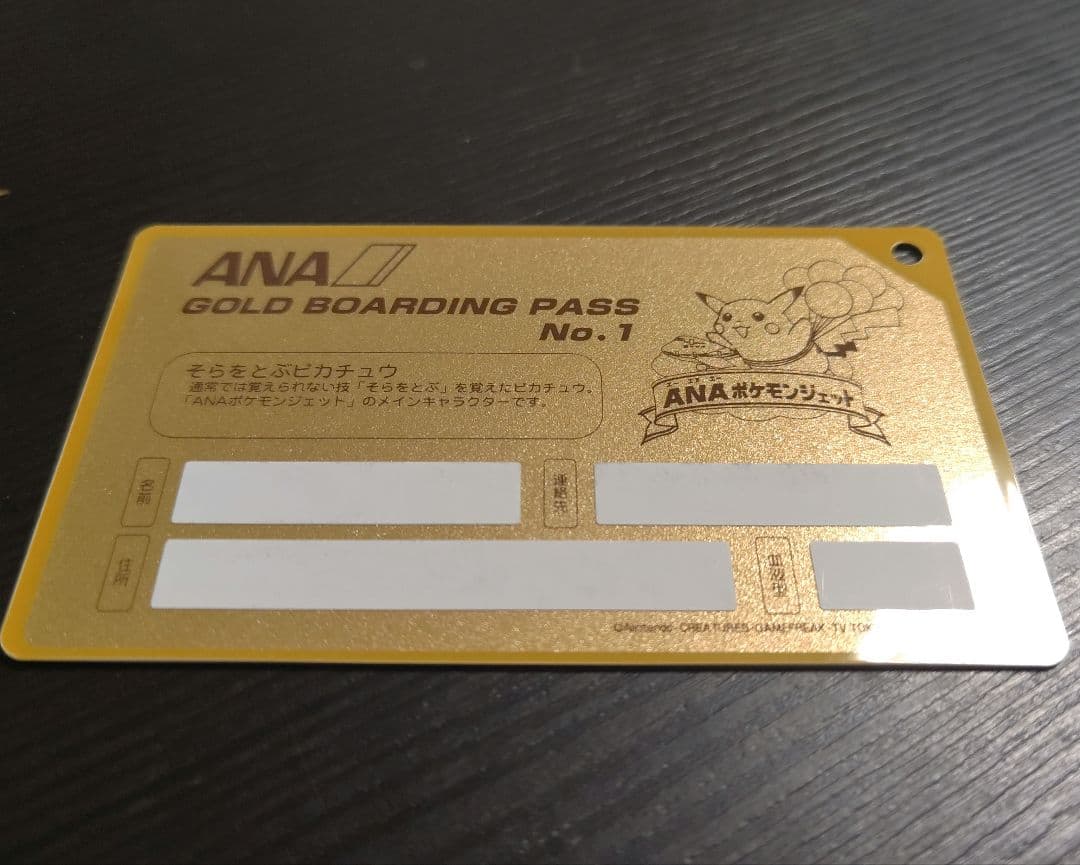 ANA
GOLD BOARDING PASS
No.1
そらをとぶピカチュウ
通常では覚えられない技「そらをとぶ」を覚えたピカチュウ。
「ANAポケモンジェット」のメインキャラクターです。
ANAポケモンジェット
名前
連絡先
住所
血液型
©Nintendo・CREATURES・GAMEFREAK・TV